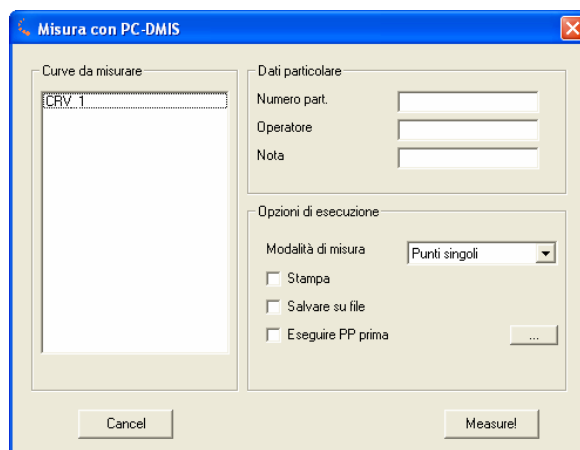 Misura con PC-DMIS
Curve da misurare
CRV_1
Dati particolare
Numero part.
Operatore
Nota
Opzioni di esecuzione
Modalità di misura
Punti singoli
Stampa
Salvare su file
Eseguire PP prima
...
Cancel
Measure!